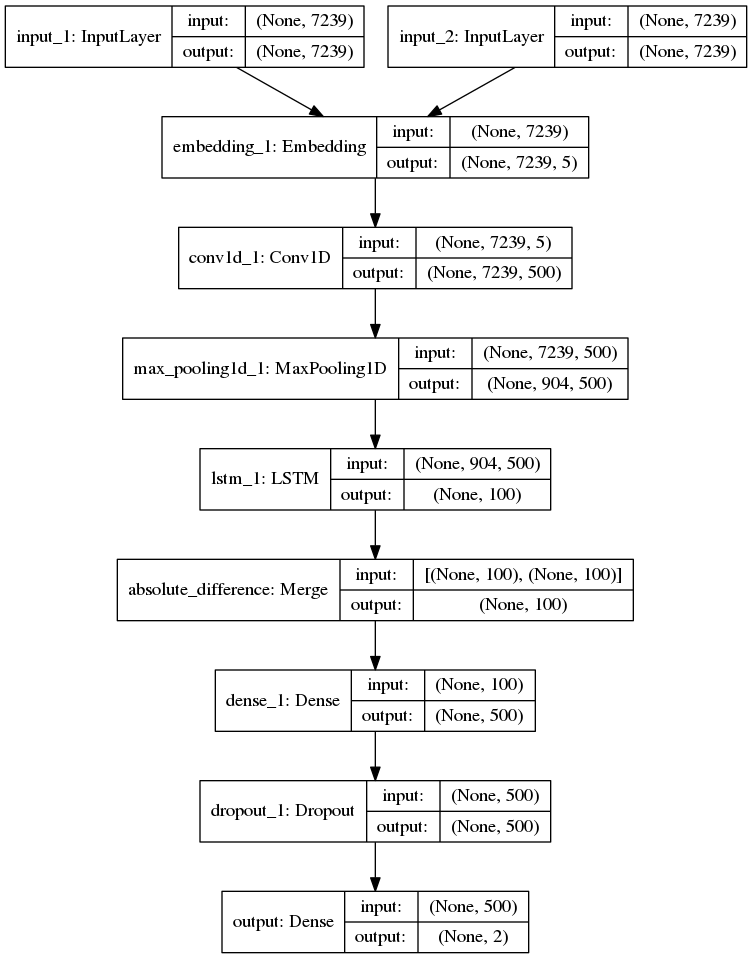 input_1: InputLayer
input: (None, 7239)
output: (None, 7239)
input_2: InputLayer
input: (None, 7239)
output: (None, 7239)
embedding_1: Embedding
input: (None, 7239)
output: (None, 7239, 5)
conv1d_1: Conv1D
input: (None, 7239, 5)
output: (None, 7239, 500)
max_pooling1d_1: MaxPooling1D
input: (None, 7239, 500)
output: (None, 904, 500)
lstm_1: LSTM
input: (None, 904, 500)
output: (None, 100)
absolute_difference: Merge
input: [(None, 100), (None, 100)]
output: (None, 100)
dense_1: Dense
input: (None, 100)
output: (None, 500)
dropout_1: Dropout
input: (None, 500)
output: (None, 500)
output: Dense
input: (None, 500)
output: (None, 2)